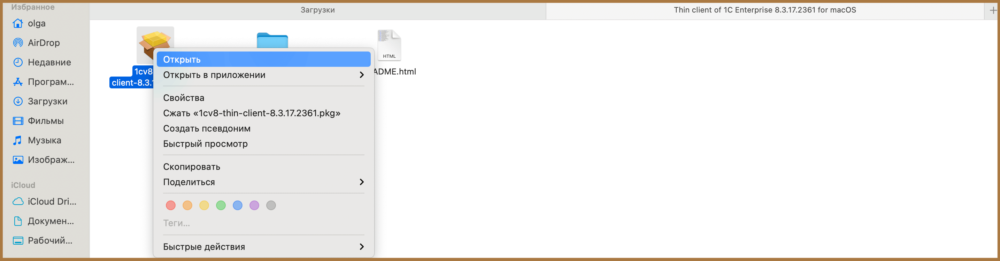 Избранное
olga
AirDrop
Недавние
Програм...
Загрузки
Фильмы
Музыка
Изображ...
iCloud
iCloud Dri...
Докумен...
Рабочий...
Загрузки
Thin client of 1C Enterprise 8.3.17.2361 for macOS
1cv8
client-8.3.1
HTML
ADME.html
Открыть
Открыть в приложении
Свойства
Сжать «1cv8-thin-client-8.3.17.2361.pkg»
Создать псевдоним
Быстрый просмотр
Скопировать
Поделиться
Теги...
Быстрые действия